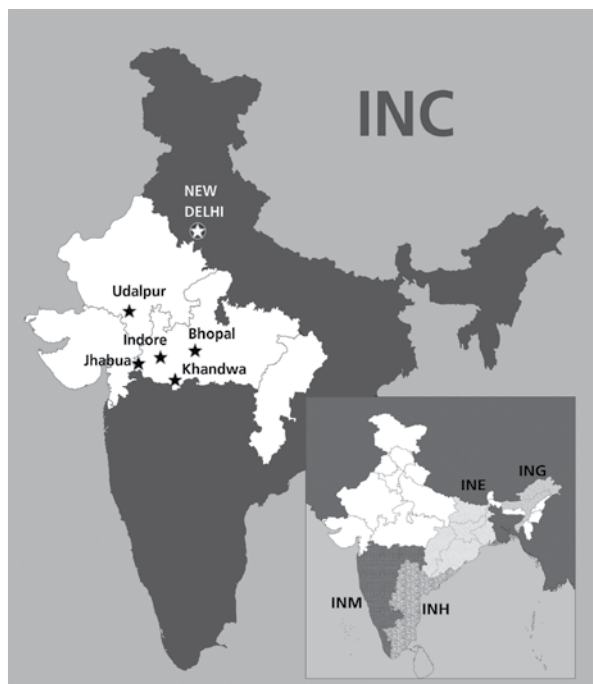 INC
NEW
DELHI
Udalpur
Indore
Bhopal
Jhabua
Khandwa
INE
ING
INM
INH